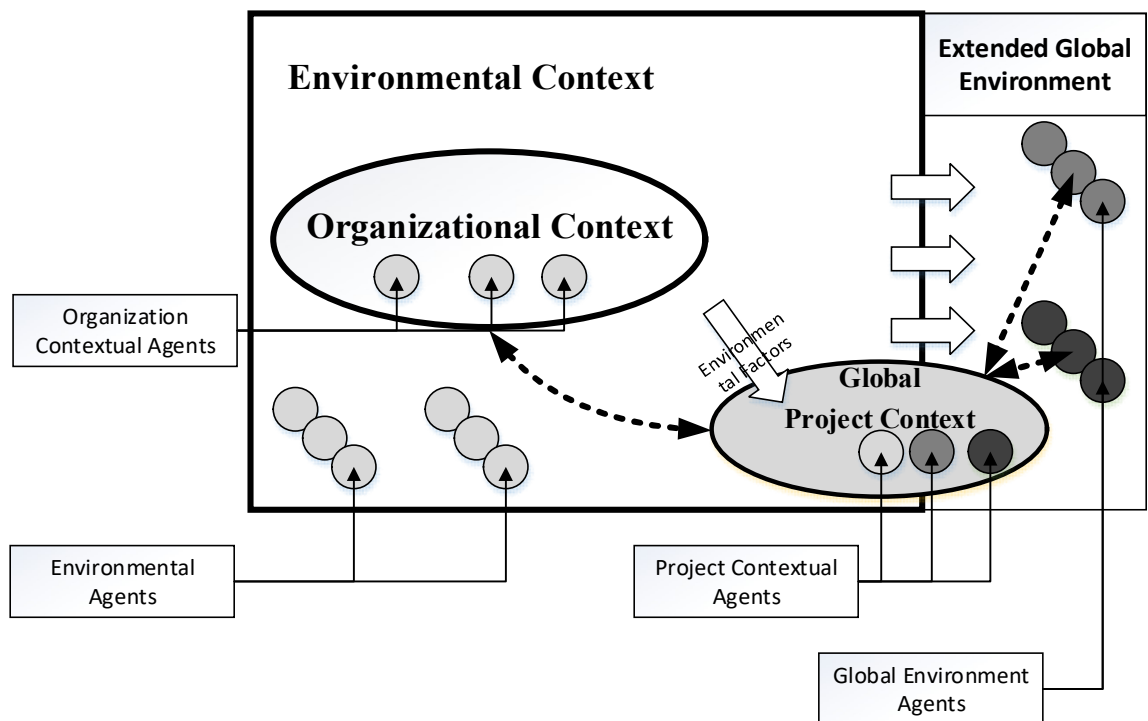 Extended Global
Environment
Environmental Context
Organizational Context
Organization
Contextual Agents
Environmen
tal Factors
Global
Project Context
Environmental
Agents
Project Contextual
Agents
Global Environment
Agents